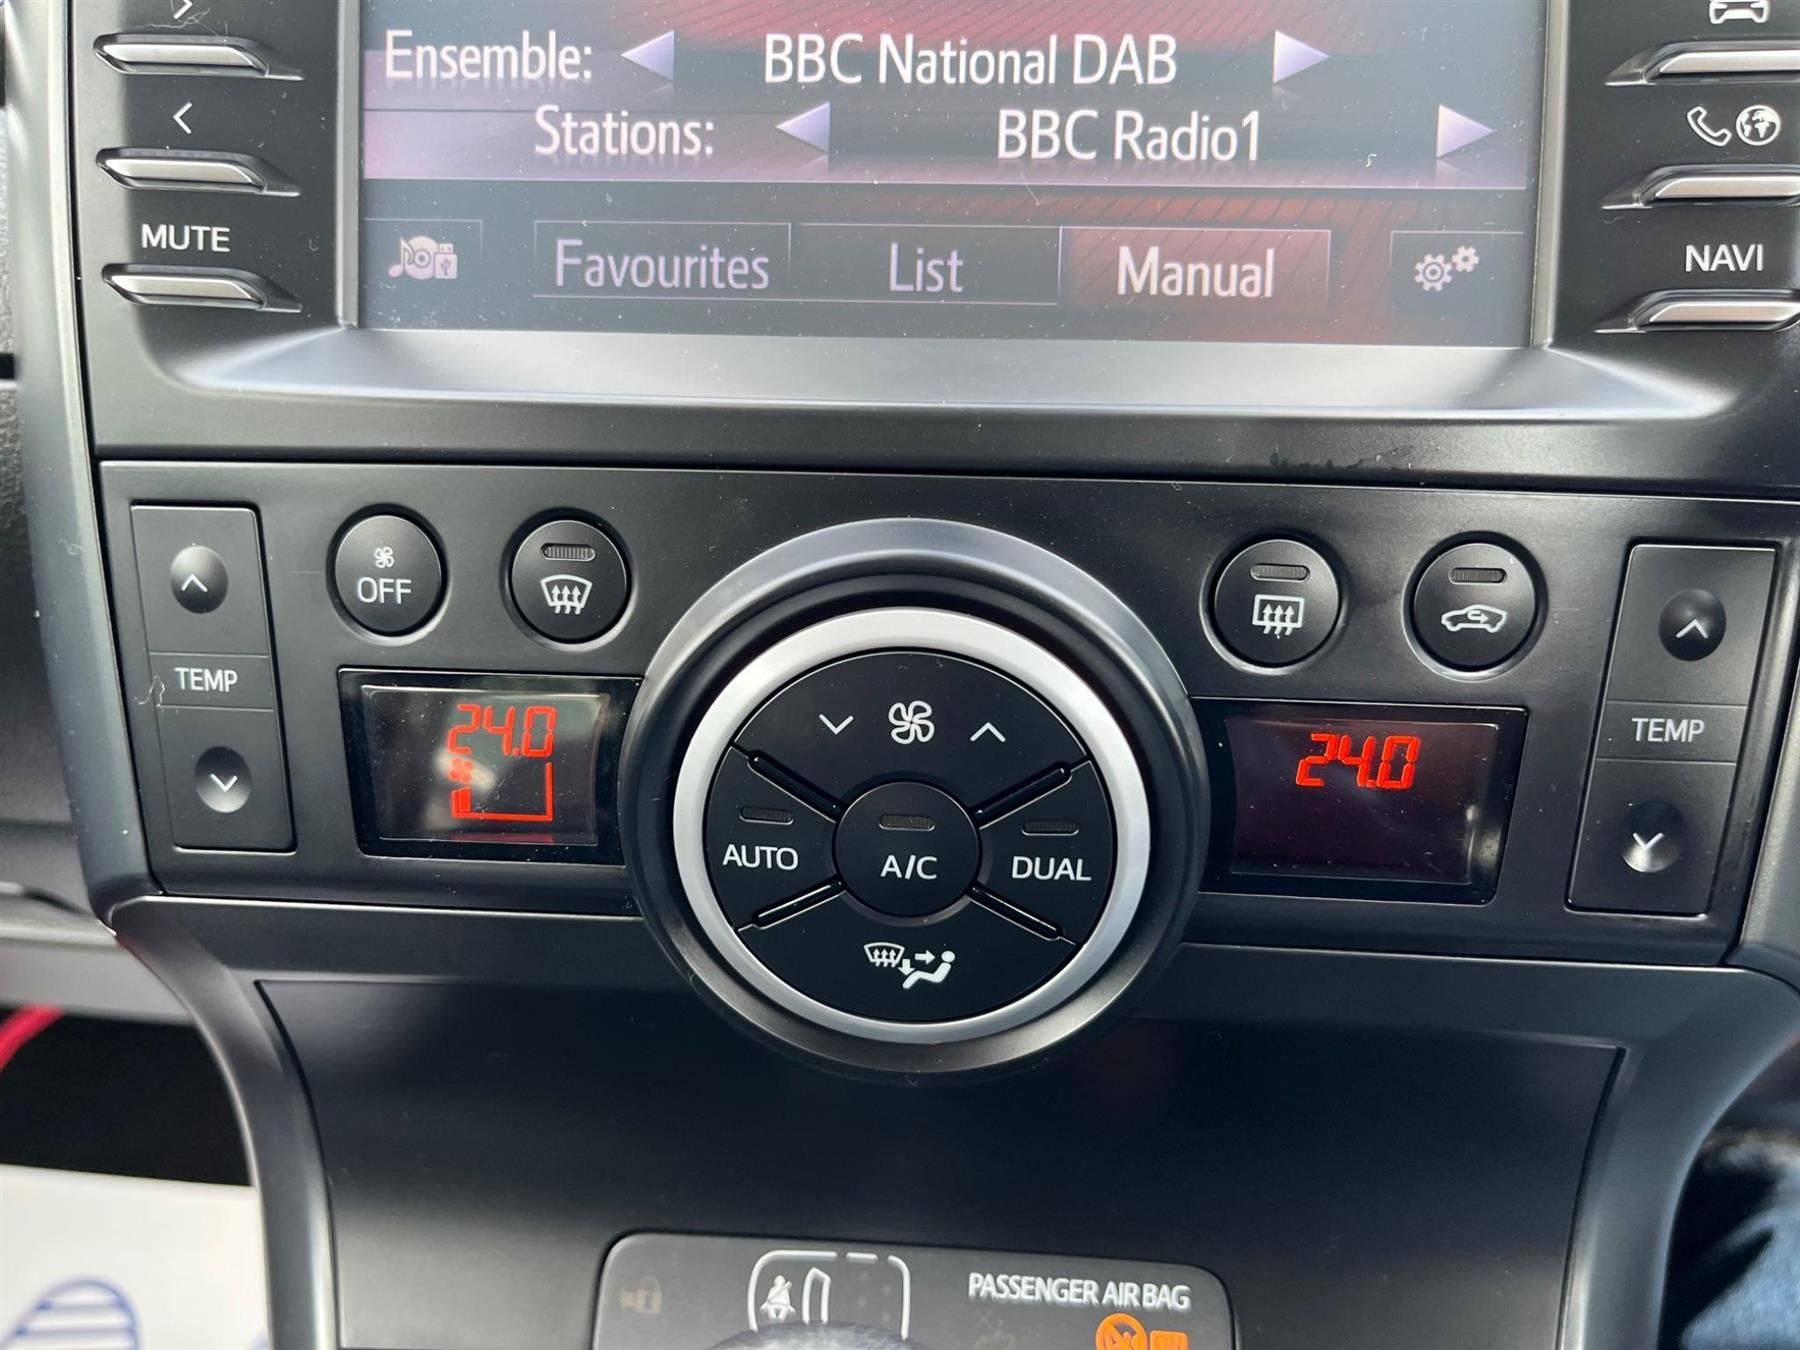 Ensemble: BBC National DAB
Stations: BBC Radio1
MUTE
Favourites List Manual
NAVI
OFF
TEMP
24.0
24.0
TEMP
AUTO
A/C
DUAL
PASSENGER AIR BAG